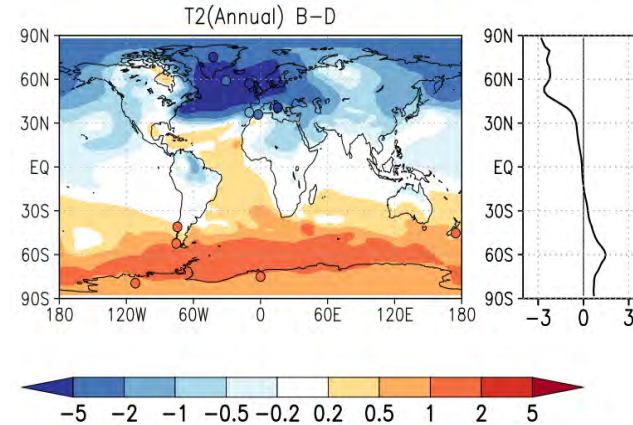 T2(Annual) B-D
90N
60N
30N
EQ
30S
60S
90S
180 120W 60W 0 60E 120E 180
90N
60N
30N
EQ
30S
60S
90S
-3 0 3
-5 -2 -1 -0.5 -0.2 0.2 0.5 1 2 5